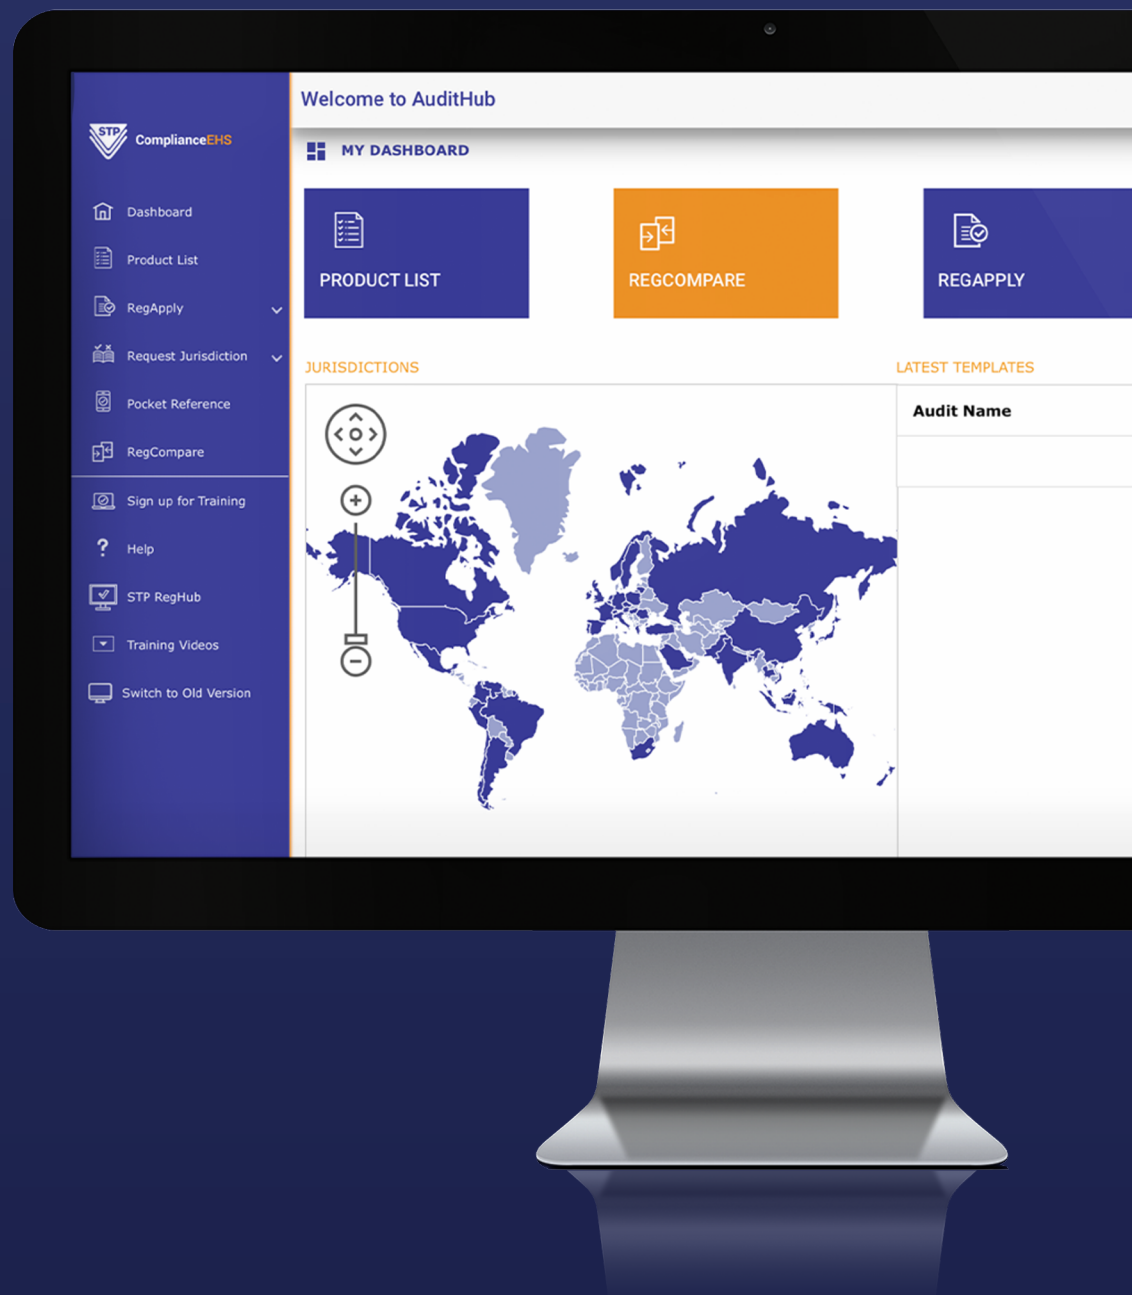 Welcome to AuditHub
STP
ComplianceEHS
MY DASHBOARD
Dashboard
Product List
RegApply
Request Jurisdiction
Pocket Reference
RegCompare
Sign up for Training
Help
STP RegHub
Training Videos
Switch to Old Version
PRODUCT LIST
REGCOMPARE
REGAPPLY
JURISDICTIONS
LATEST TEMPLATES
Audit Name